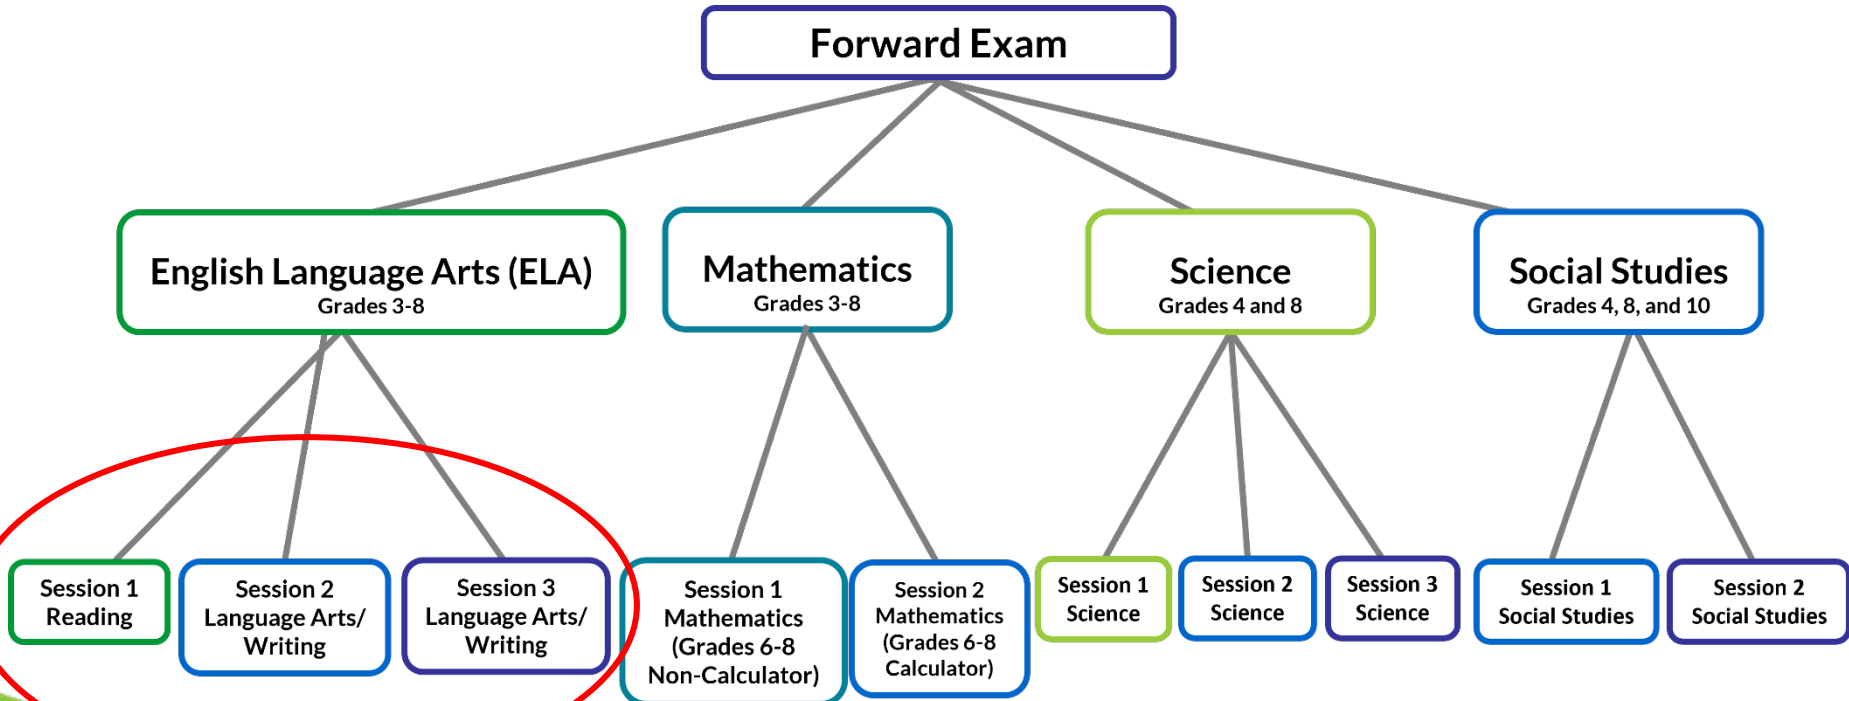 Forward Exam
English Language Arts (ELA)
Grades 3-8
Mathematics
Grades 3-8
Science
Grades 4 and 8
Social Studies
Grades 4, 8, and 10
Session 1
Reading
Session 2
Language Arts/
Writing
Session 3
Language Arts/
Writing
Session 1
Mathematics
(Grades 6-8
Non-Calculator)
Session 2
Mathematics
(Grades 6-8
Calculator)
Session 1
Science
Session 2
Science
Session 3
Science
Session 1
Social Studies
Session 2
Social Studies